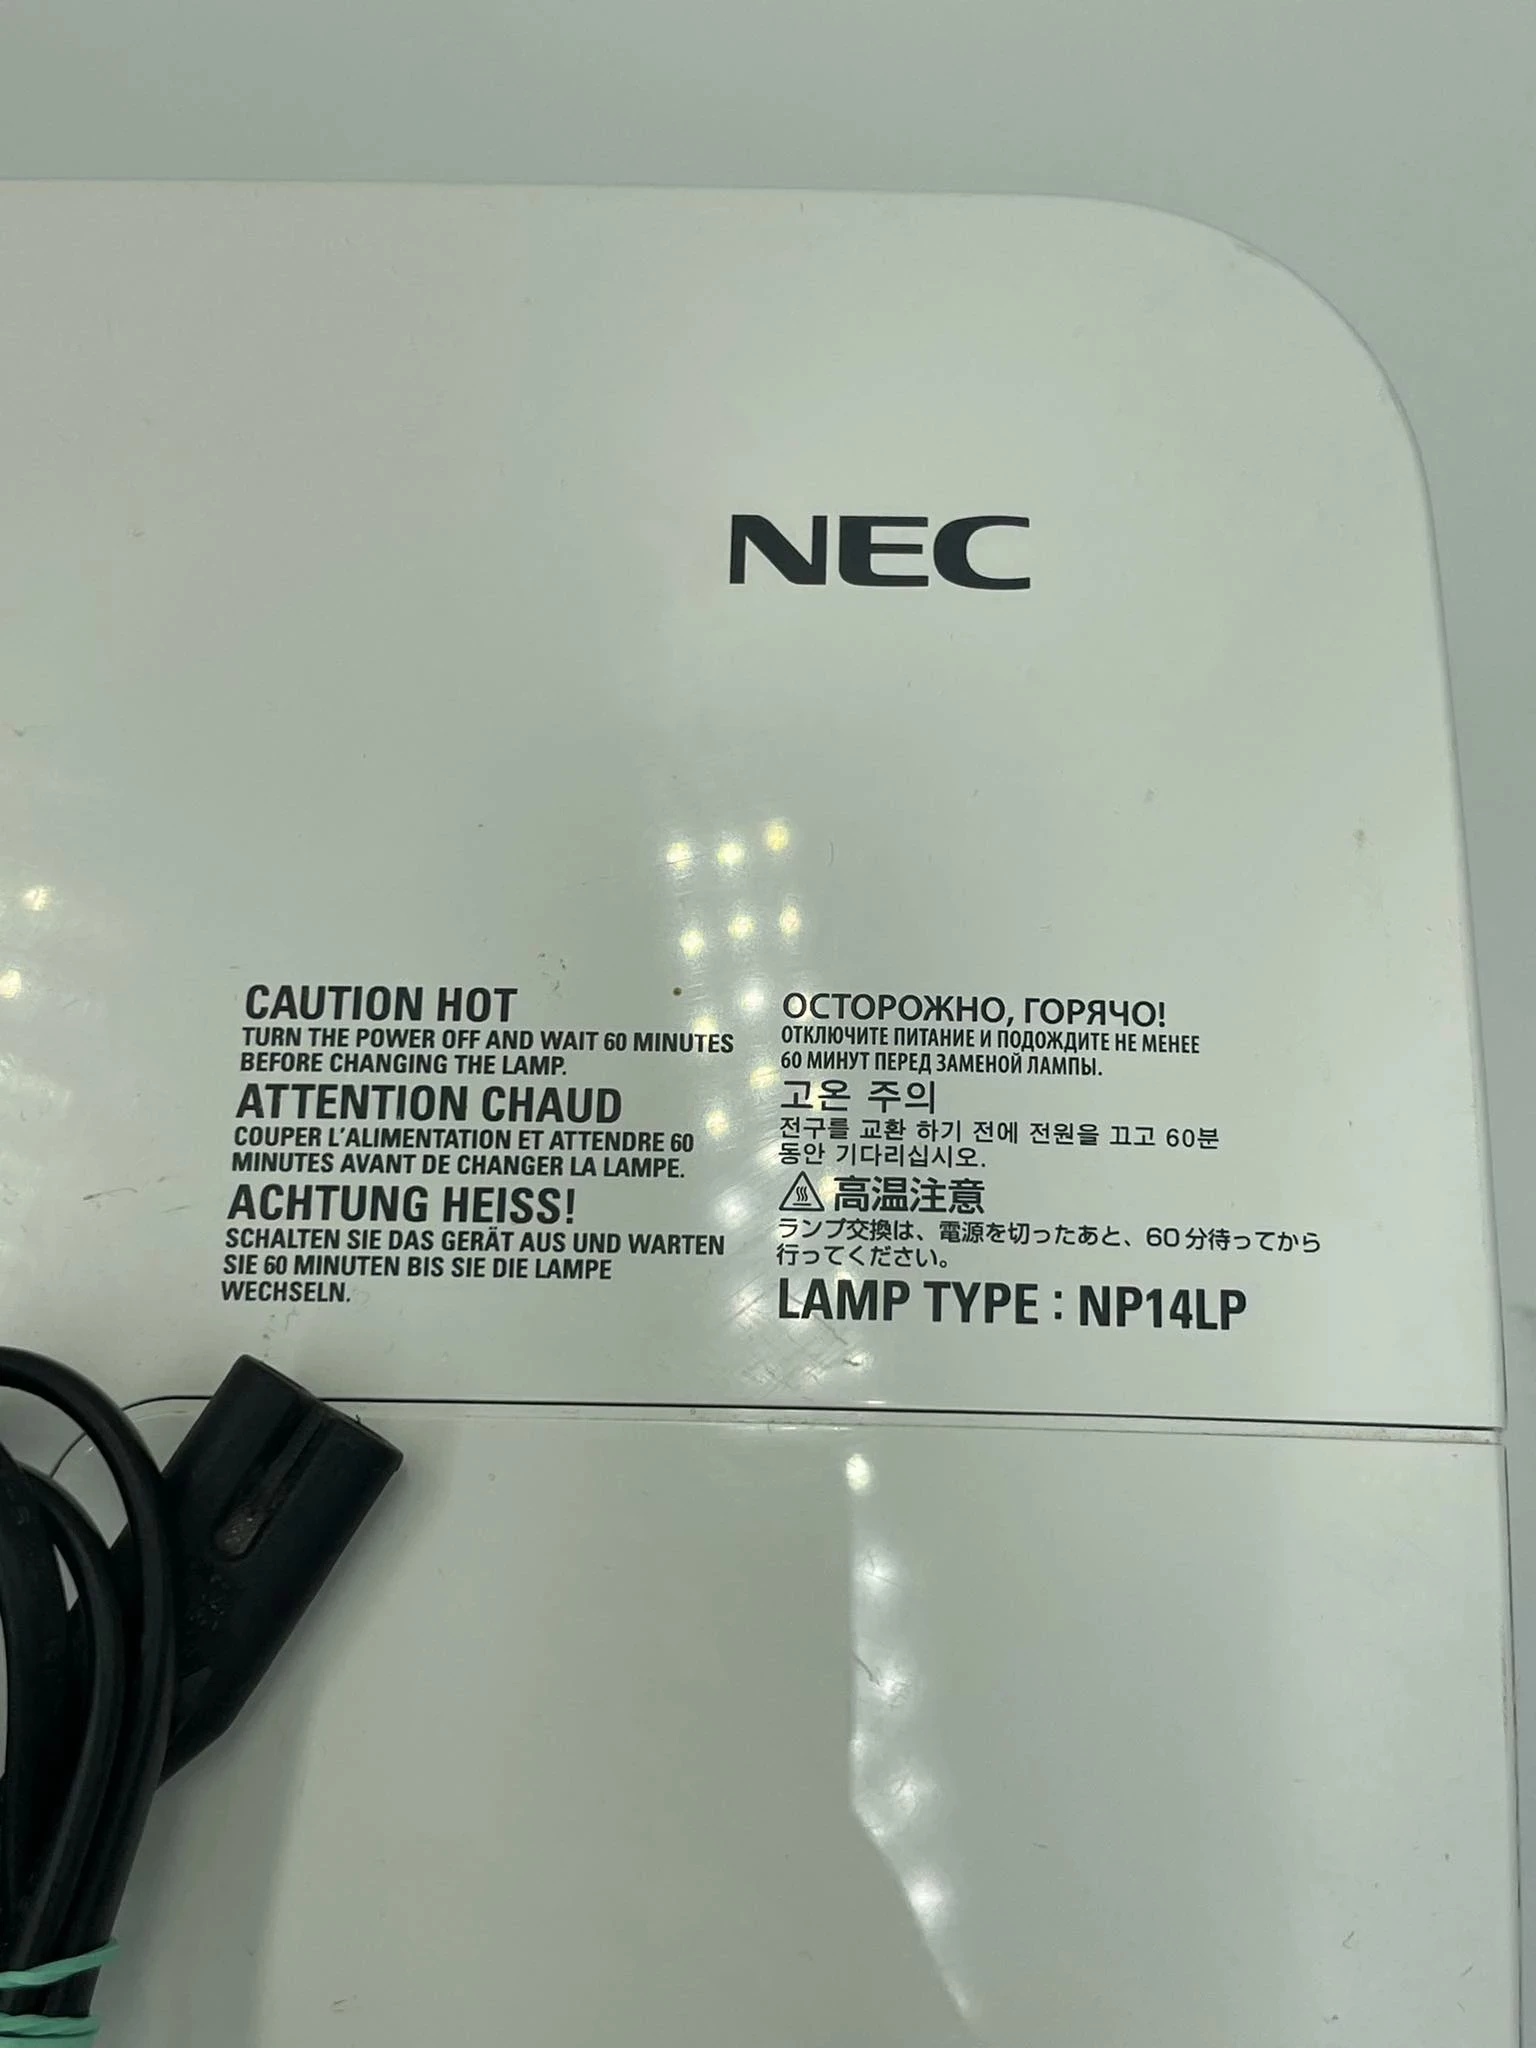 NEC
CAUTION HOT
TURN THE POWER OFF AND WAIT 60 MINUTES
BEFORE CHANGING THE LAMP.
ATTENTION CHAUD
COUPER L'ALIMENTATION ET ATTENDRE 60
MINUTES AVANT DE CHANGER LA LAMPE.
ACHTUNG HEISS!
SCHALTEN SIE DAS GERÄT AUS UND WARTEN
SIE 60 MINUTEN BIS SIE DIE LAMPE
WECHSELN.
ОСТОРОЖНО, ГОРЯЧО!
ОТКЛЮЧИТЕ ПИТАНИЕ И ПОДОЖДИТЕ НЕ МЕНЕЕ
60 МИНУТ ПЕРЕД ЗАМЕНОЙ ЛАМПЫ.
고온 주의
전구를 교환 하기 전에 전원을 끄고 60분
동안 기다리십시오.
高温注意
ランプ交換は、電源を切ったあと、60分待ってから
行ってください。
LAMP TYPE : NP14LP